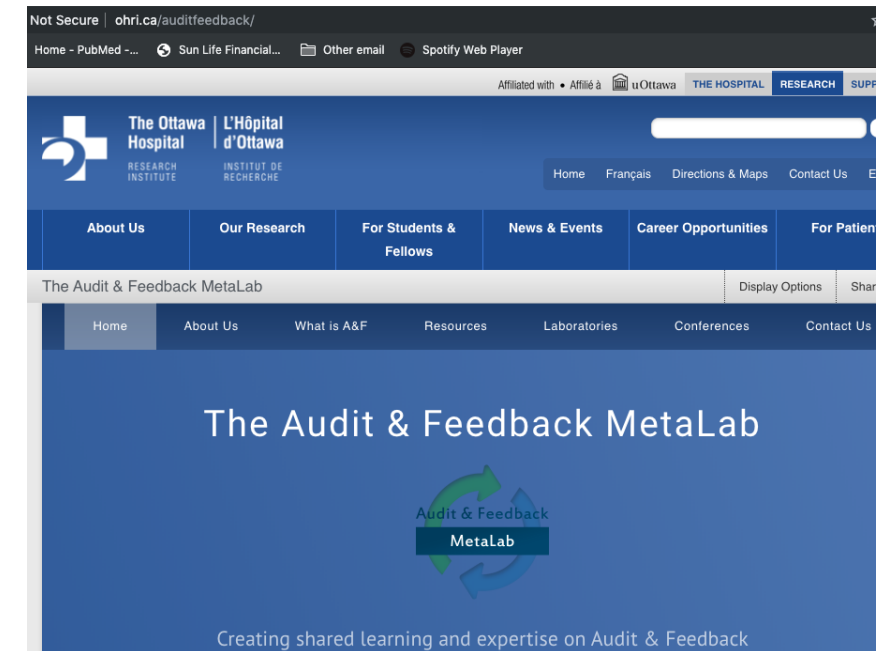 Not Secure | ohri.ca/auditfeedback/
Home - PubMed -... Sun Life Financial... Other email Spotify Web Player
Affiliated with • Affilié à uOttawa THE HOSPITAL RESEARCH SUPP
The Ottawa Hospital
RESEARCH INSTITUTE
L'Hôpital d'Ottawa
INSTITUT DE RECHERCHE
Home Français Directions & Maps Contact Us E
About Us Our Research For Students & Fellows News & Events Career Opportunities For Patien
The Audit & Feedback MetaLab Display Options Shar
Home About Us What is A&F Resources Laboratories Conferences Contact Us
The Audit & Feedback MetaLab
Audit & Feedback
MetaLab
Creating shared learning and expertise on Audit & Feedback